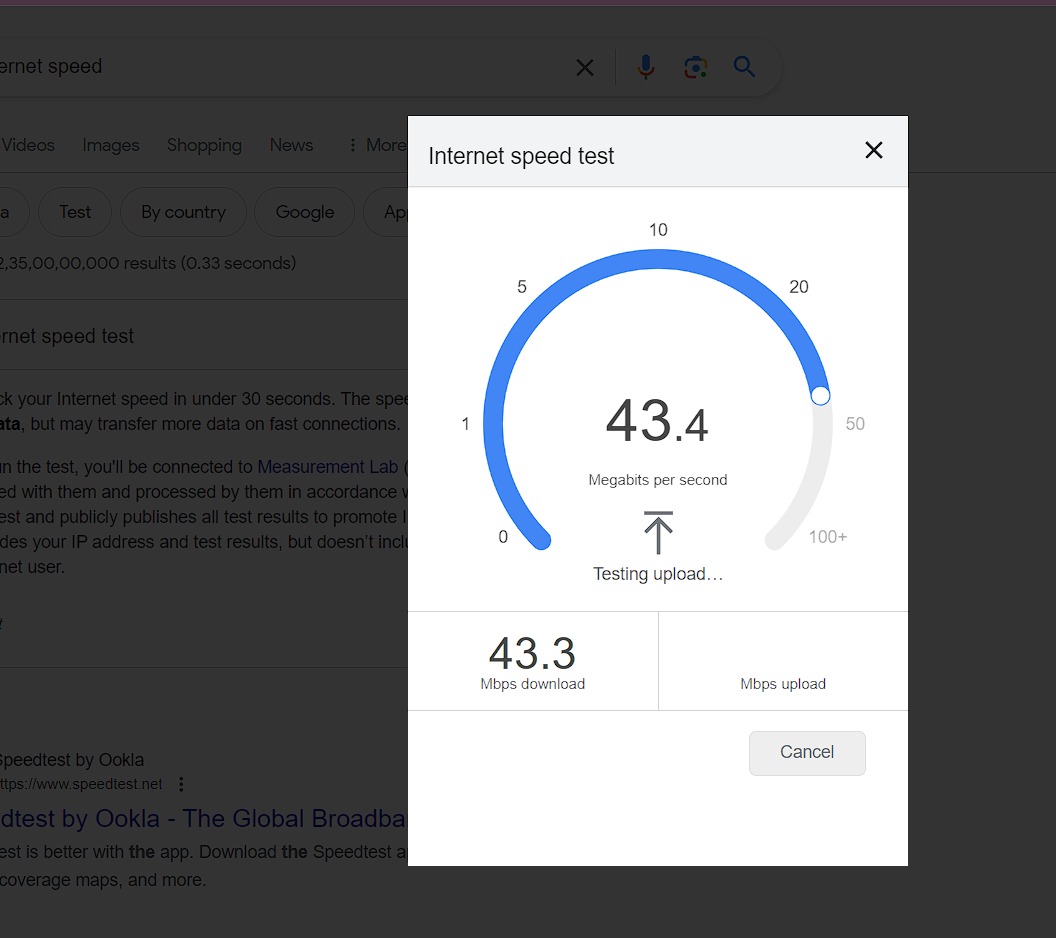 ernet speed
Videos Images Shopping News More
a Test By country Google Ap
2,35,00,00,000 results (0.33 seconds)
rnet speed test
ck your Internet speed in under 30 seconds. The spee
ata, but may transfer more data on fast connections.
un the test, you'll be connected to Measurement Lab (
ed with them and processed by them in accordance w
est and publicly publishes all test results to promote I
des your IP address and test results, but doesn't inclu
net user.
Speedtest by Ookla
ttps://www.speedtest.net
dtest by Ookla - The Global Broadba
est is better with the app. Download the Speedtest a
coverage maps, and more.
Internet speed test
10
5 20
1 50
0 100+
43.4
Megabits per second
Testing upload...
43.3
Mbps download
Mbps upload
Cancel